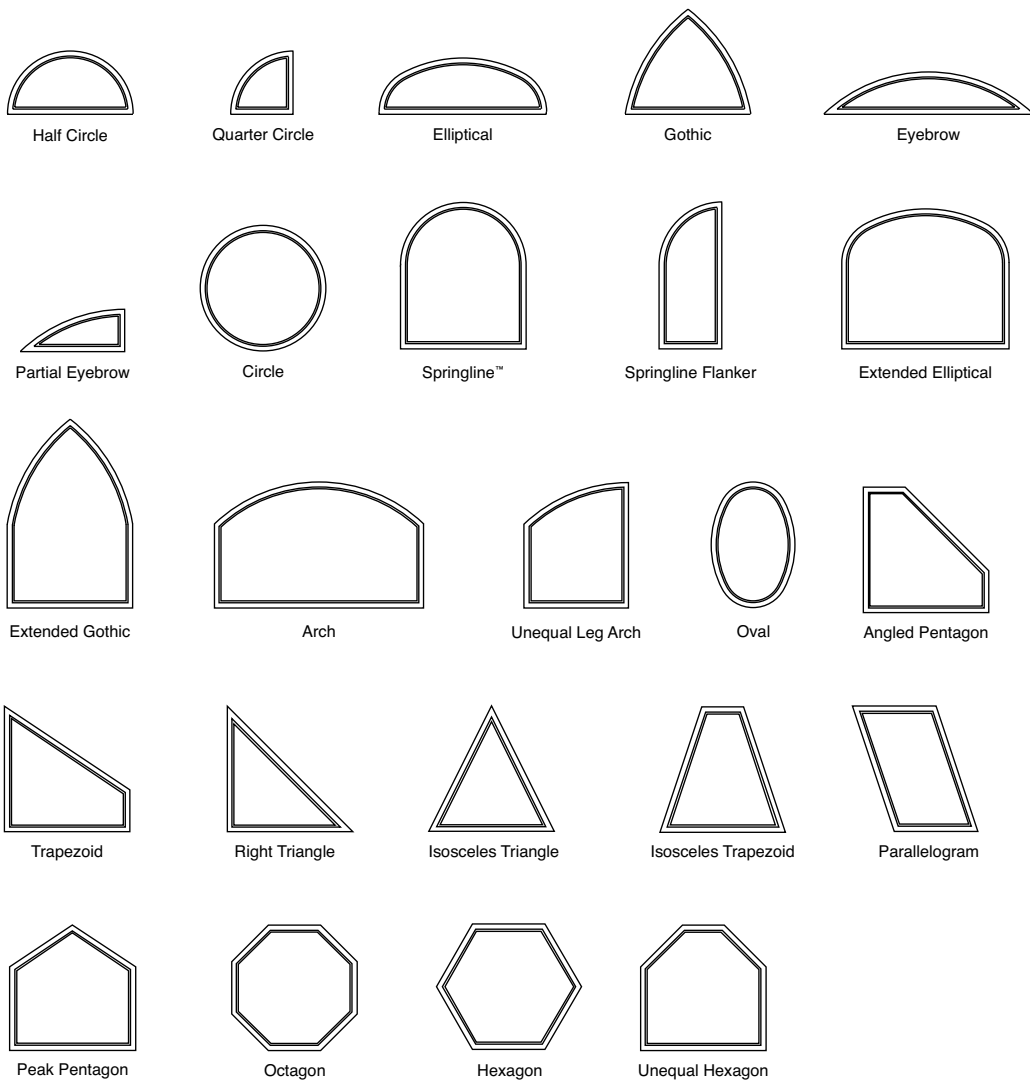 Half Circle
Quarter Circle
Elliptical
Gothic
Eyebrow
Partial Eyebrow
Circle
Springline™
Springline Flanker
Extended Elliptical
Extended Gothic
Arch
Unequal Leg Arch
Oval
Angled Pentagon
Trapezoid
Right Triangle
Isosceles Triangle
Isosceles Trapezoid
Parallelogram
Peak Pentagon
Octagon
Hexagon
Unequal Hexagon